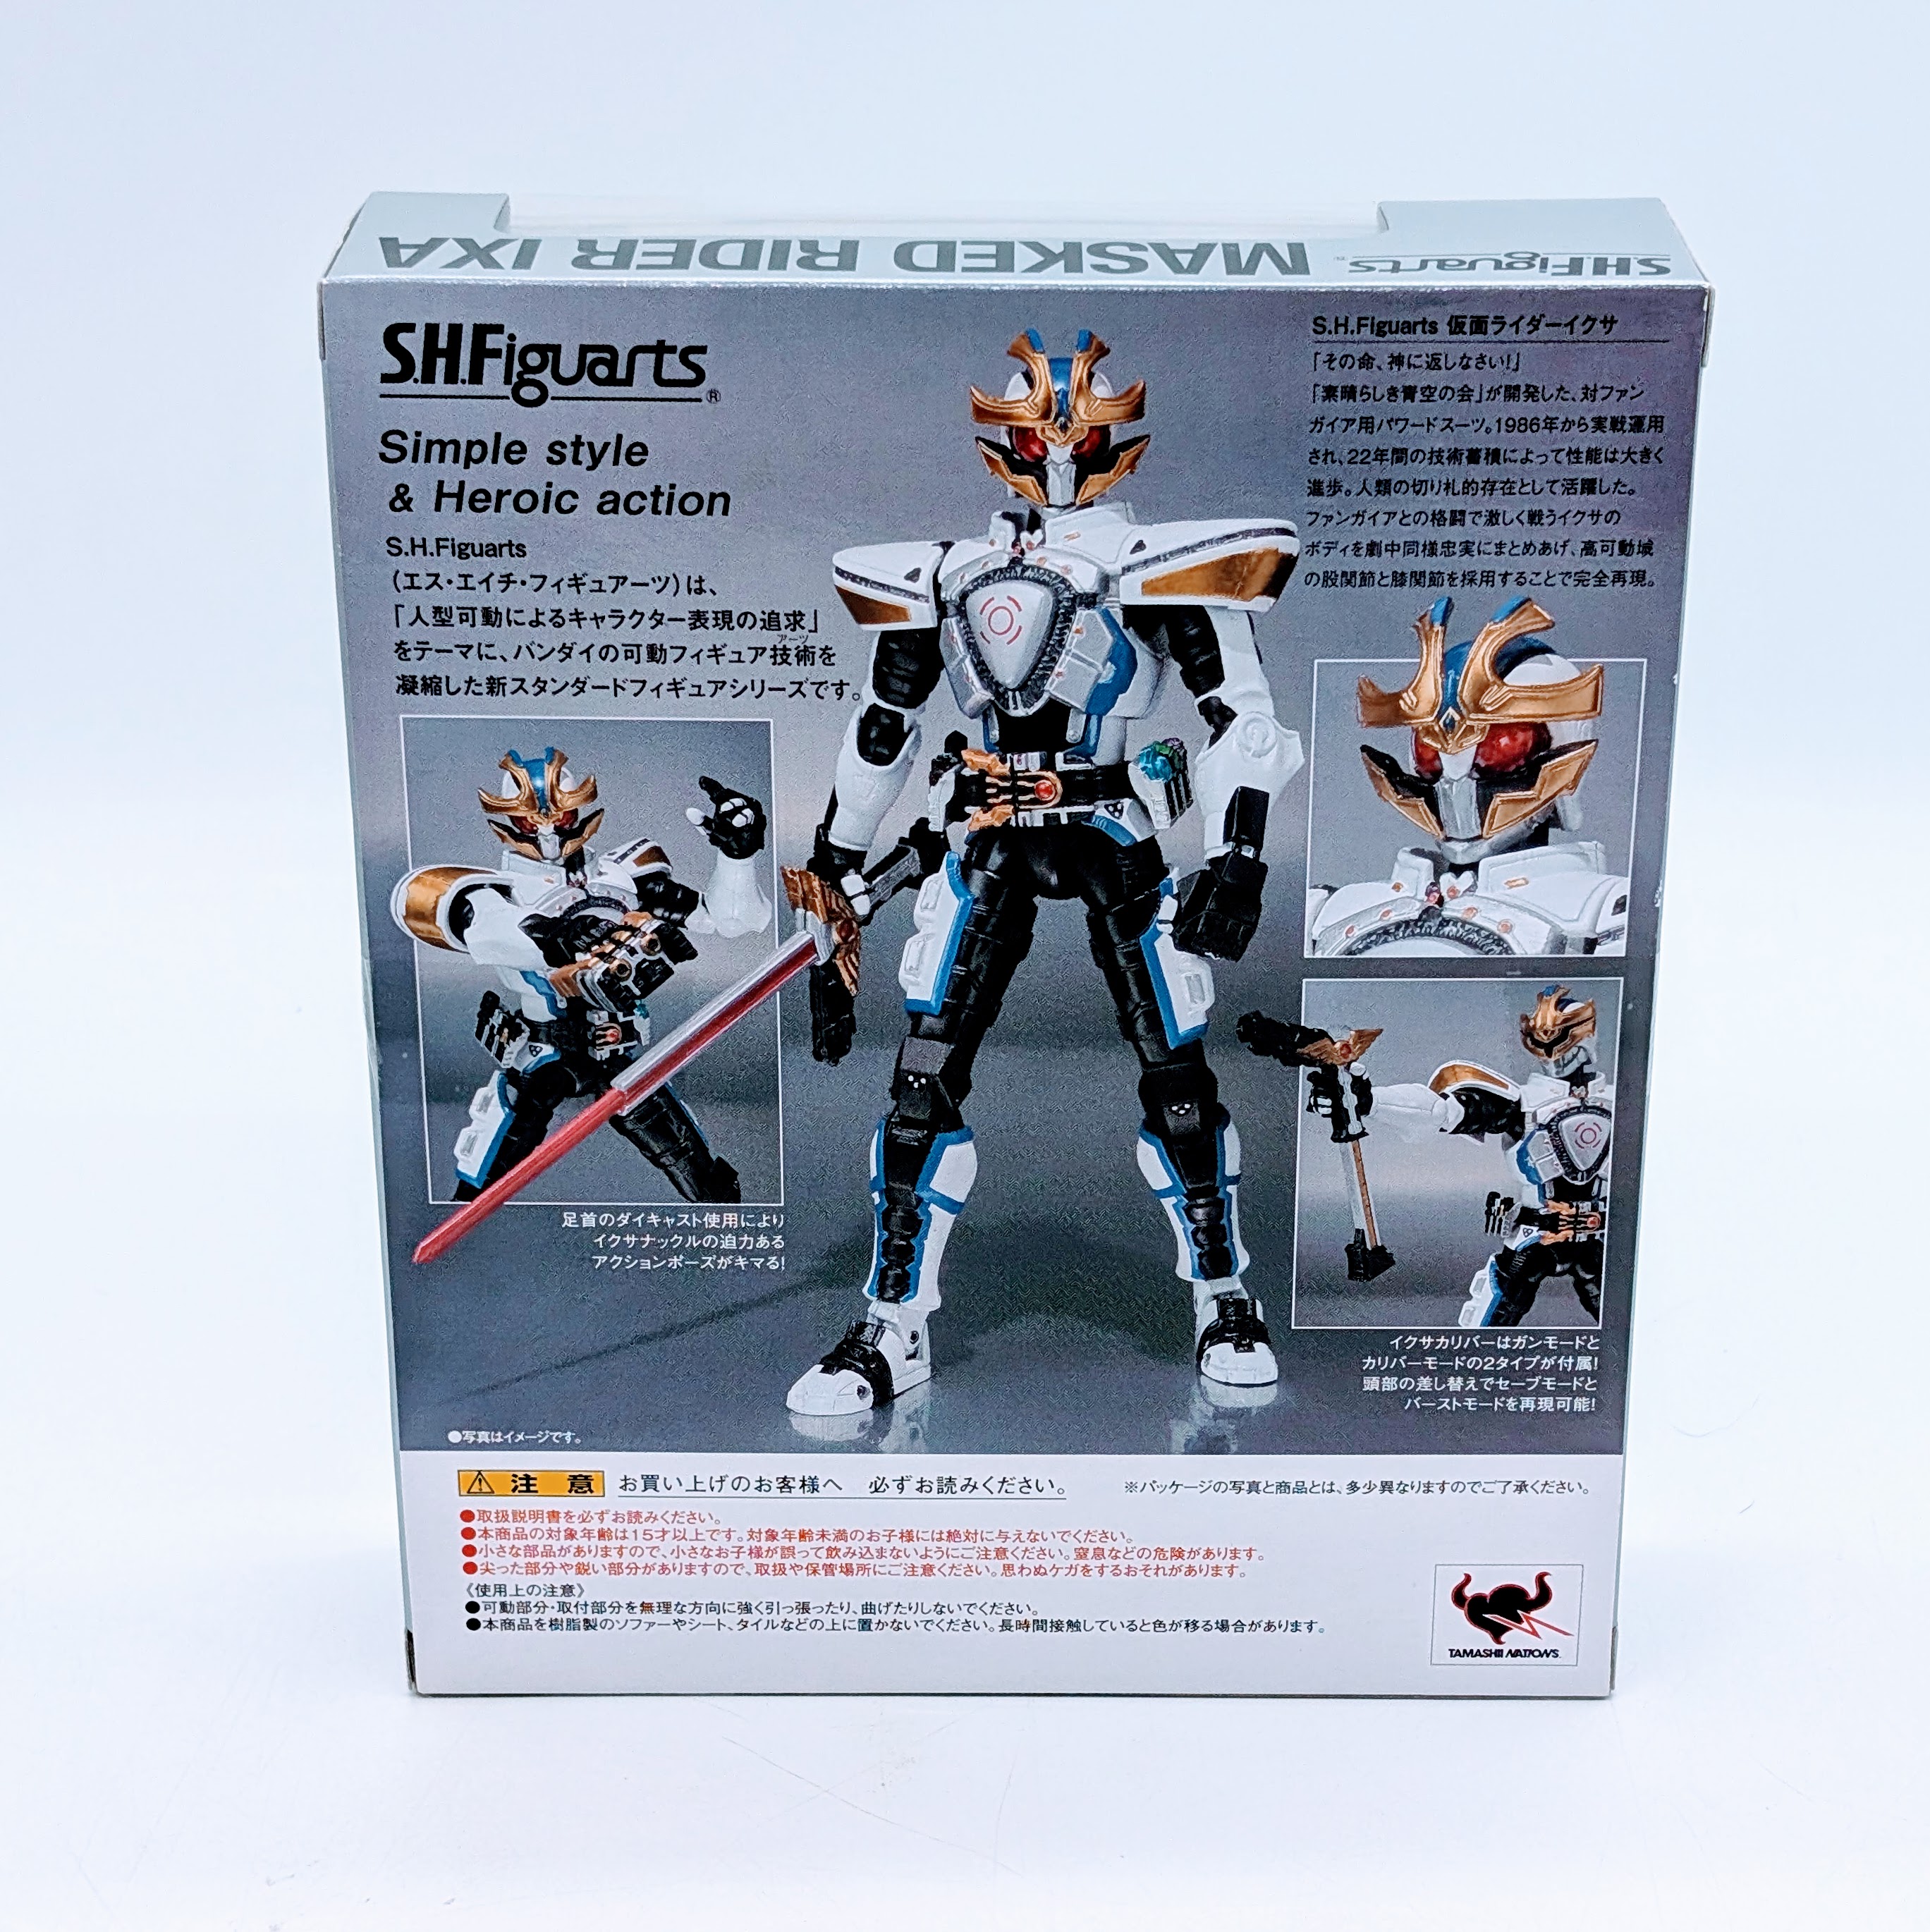 S.H.Figuarts MASKED RIDER IXA
S.H.Figuarts®
Simple style
& Heroic action
S.H.Figuarts
(エス・エイチ・フィギュアーツ)は、
「人型可動によるキャラクター表現の追求」
アーツ
をテーマに、バンダイの可動フィギュア技術を
凝縮した新スタンダードフィギュアシリーズです。
S.H.Figuarts 仮面ライダーイクサ
「その命、神に返しなさい!」
「素晴らしき青空の会」が開発した、対ファン
ガイア用パワードスーツ。1986年から実戦運用
され、22年間の技術蓄積によって性能は大きく
進歩。人類の切り札的存在として活躍した。
ファンガイアとの格闘で激しく戦うイクサの
ボディを劇中同様忠実にまとめあげ、高可動域
の股関節と膝関節を採用することで完全再現。
足首のダイキャスト使用により
イクサナックルの迫力ある
アクションポーズがキマる!
イクサカリバーはガンモードと
カリバーモードの2タイプが付属!
頭部の差し替えでセーブモードと
バーストモードを再現可能!
●写真はイメージです。
注 意 お買い上げのお客様へ 必ずお読みください。
※パッケージの写真と商品とは、多少異なりますのでご了承ください。
●取扱説明書を必ずお読みください。
●本商品の対象年齢は15才以上です。対象年齢未満のお子様には絶対に与えないでください。
●小さな部品がありますので、小さなお子様が誤って飲み込まないようにご注意ください。窒息などの危険があります。
●尖った部分や鋭い部分がありますので、取扱や保管場所にご注意ください。思わぬケガをするおそれがあります。
《使用上の注意》
●可動部分・取付部分を無理な方向に強く引っ張ったり、曲げたりしないでください。
●本商品を樹脂製のソファーやシート、タイルなどの上に置かないでください。長時間接触していると色が移る場合があります。
TAMASHII NATIONS